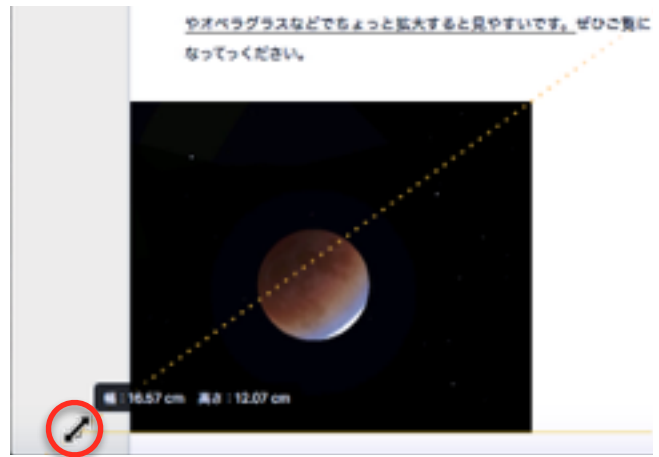 やオペラグラスなどでちょっと拡大すると見やすいです。ぜひご覧に
なってっください。
幅：16.57 cm 高さ：12.07 cm